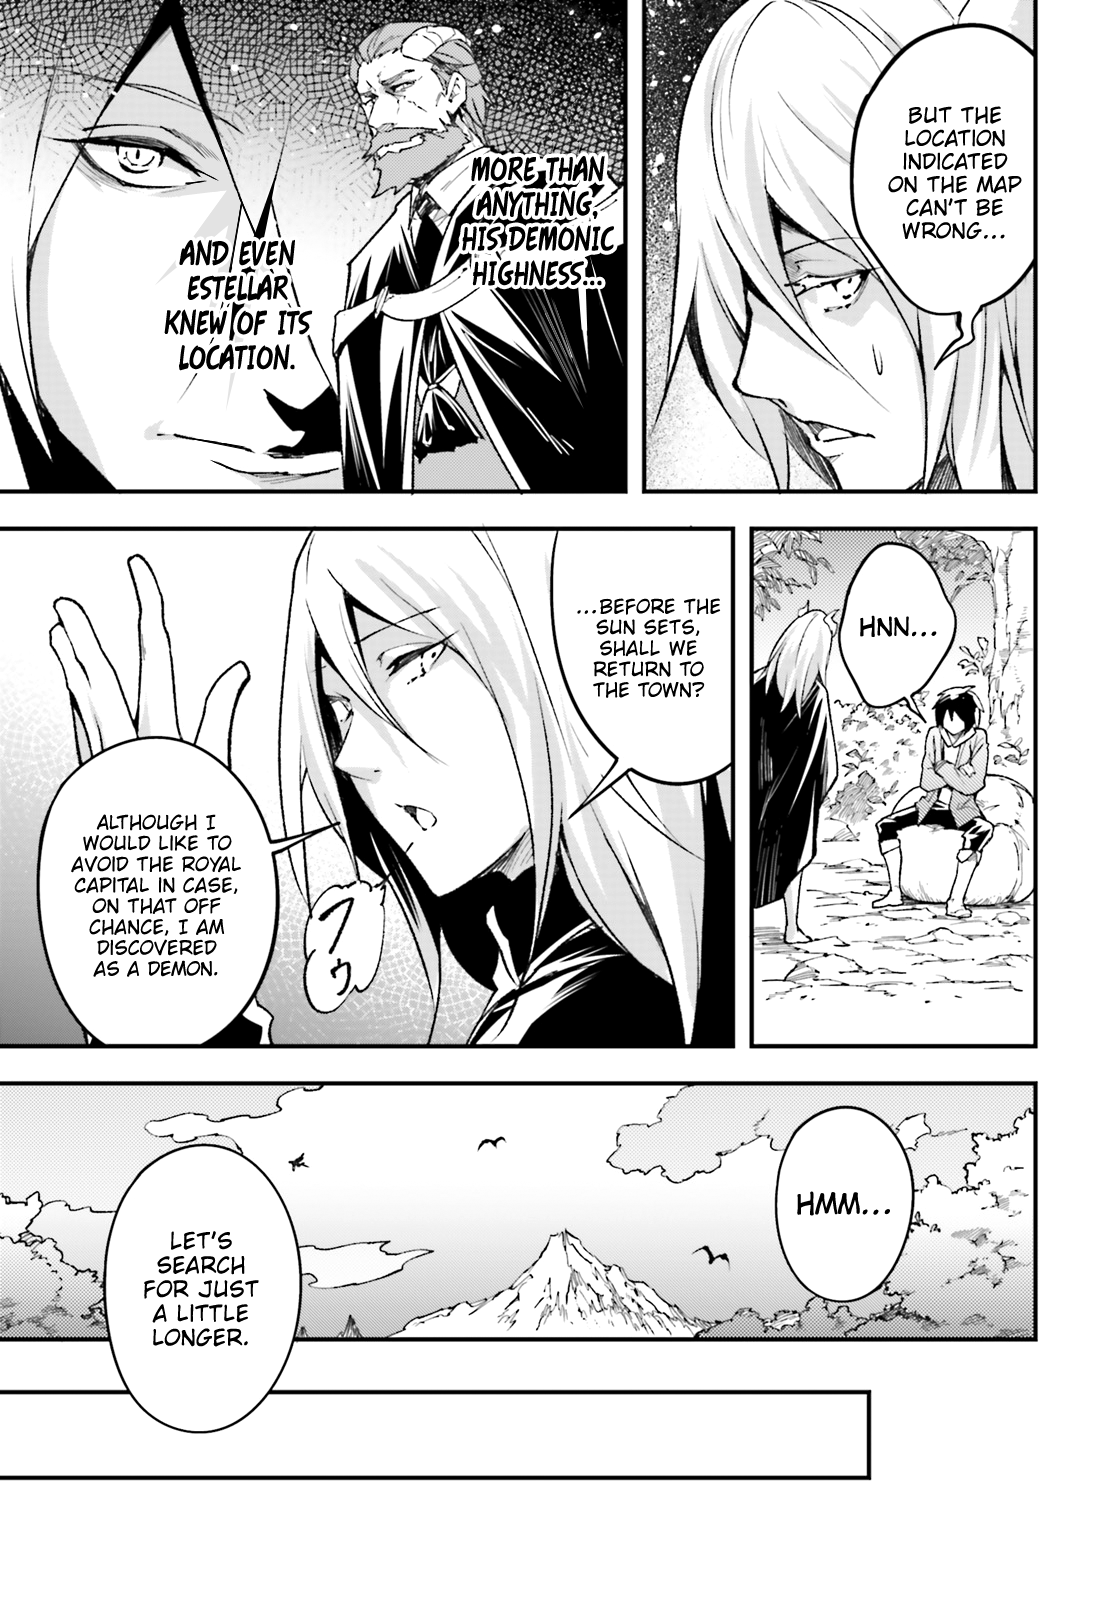 BUT THE
LOCATION
INDICATED
ON THE MAP
CAN'T BE
WRONG...
MORE THAN
ANYTHING,
HIS DEMONIC
HIGHNESS...
AND EVEN
ESTELLAR
KNEW OF ITS
LOCATION.
HNN...
...BEFORE THE
SUN SETS,
SHALL WE
RETURN TO
THE TOWN?
フゥ
ALTHOUGH I
WOULD LIKE TO
AVOID THE ROYAL
CAPITAL IN CASE,
ON THAT OFF
CHANCE, I AM
DISCOVERED
AS A DEMON.
HMM...
LET'S
SEARCH
FOR JUST
A LITTLE
LONGER.